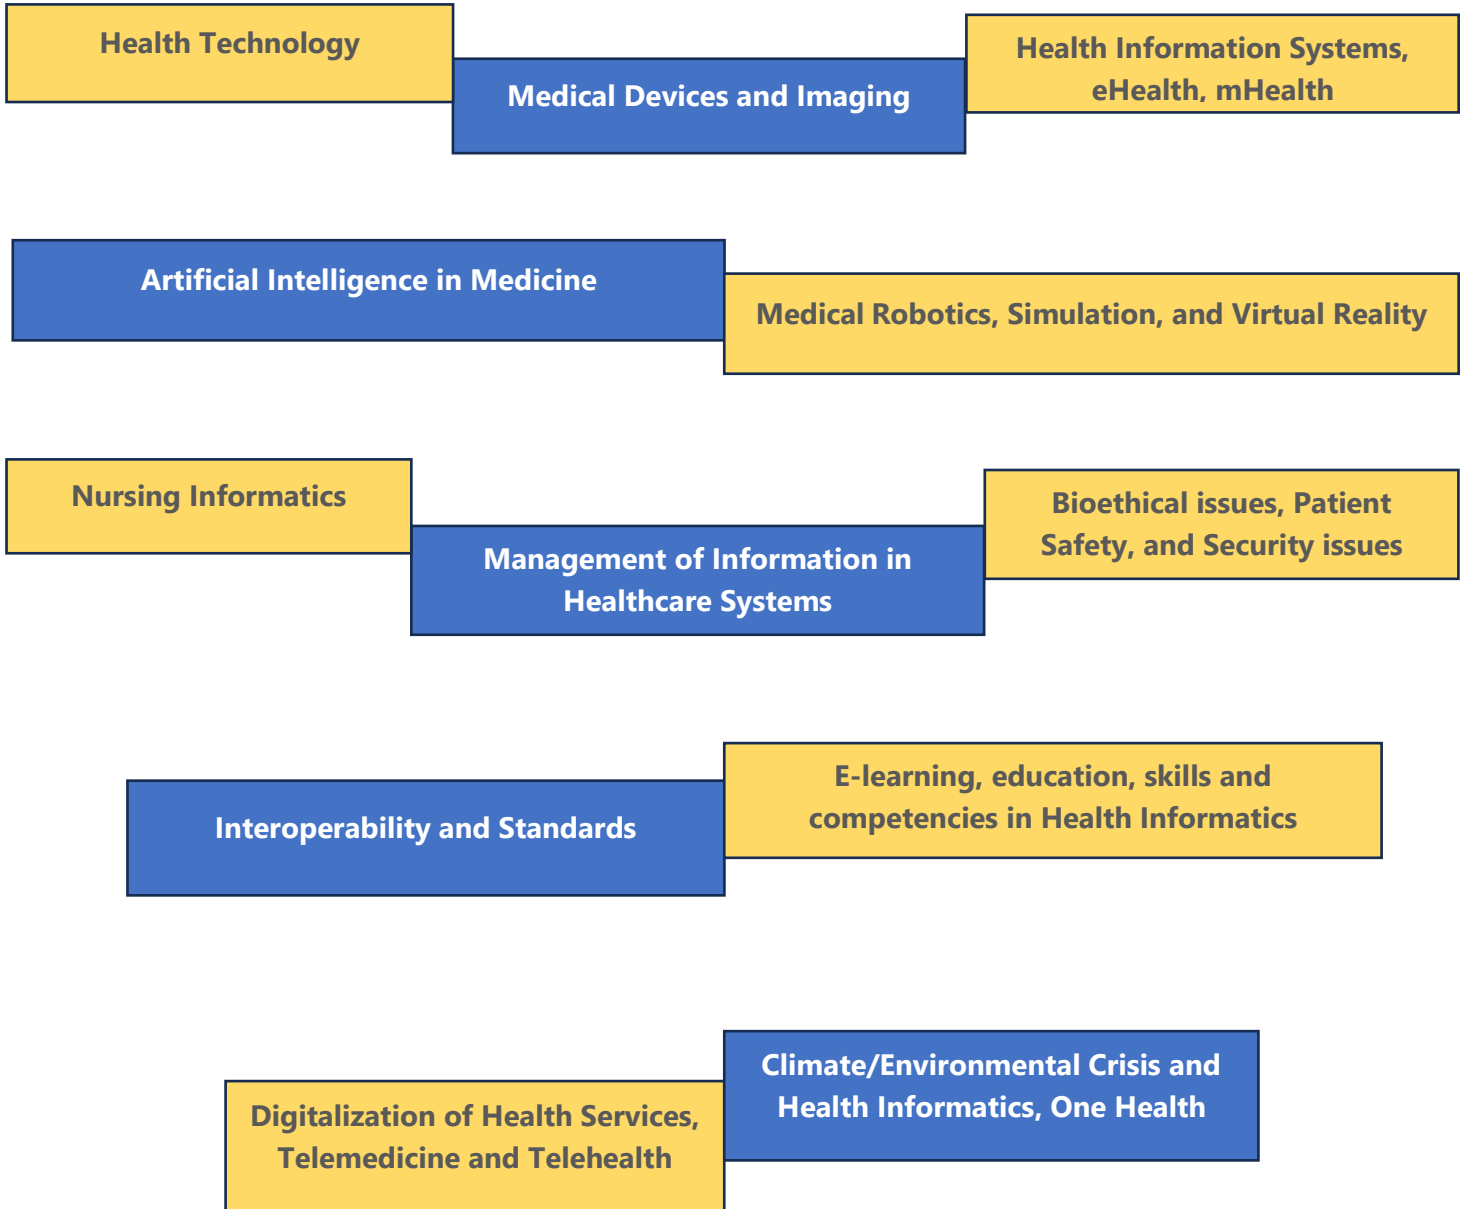 Health Technology
Medical Devices and Imaging
Health Information Systems,
eHealth, mHealth
Artificial Intelligence in Medicine
Medical Robotics, Simulation, and Virtual Reality
Nursing Informatics
Management of Information in
Healthcare Systems
Bioethical issues, Patient
Safety, and Security issues
Interoperability and Standards
E-learning, education, skills and
competencies in Health Informatics
Digitalization of Health Services,
Telemedicine and Telehealth
Climate/Environmental Crisis and
Health Informatics, One Health